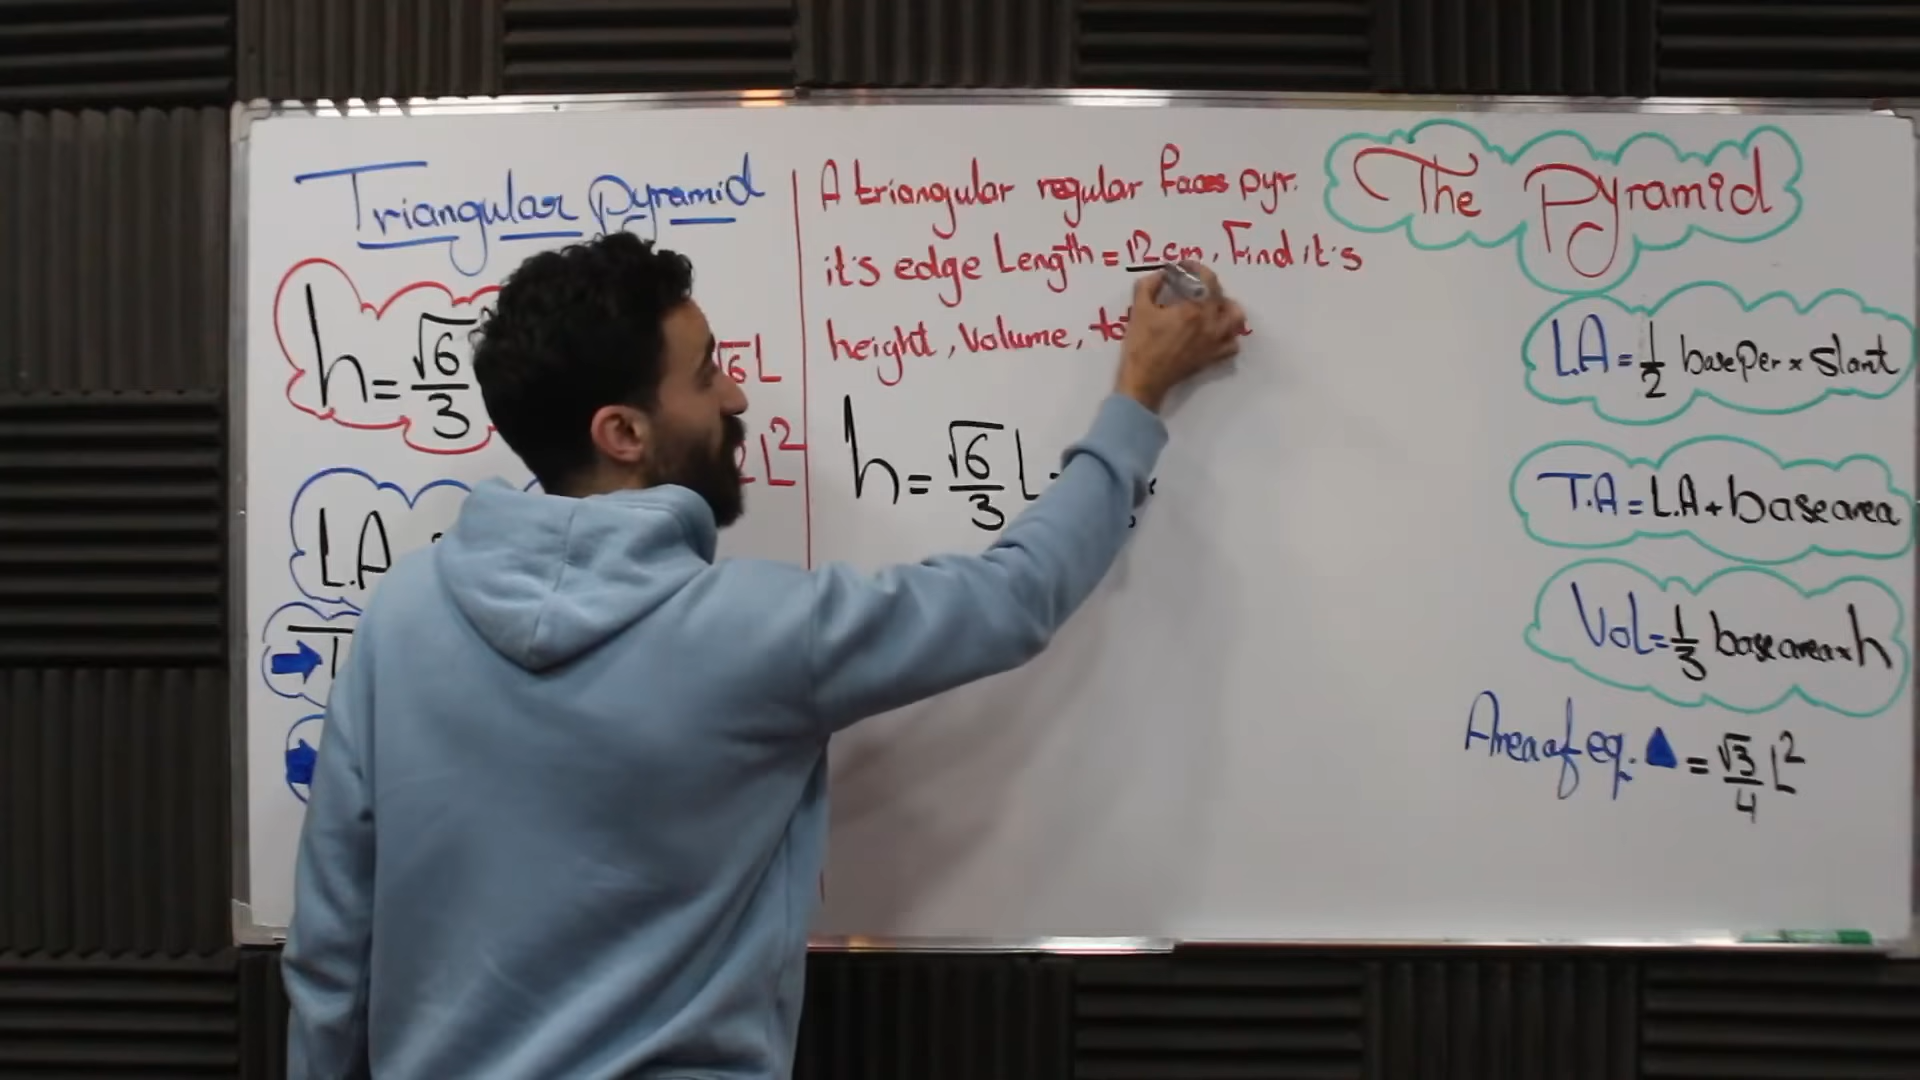 Triangular pyramid
h = √6/3
√6 L
L²
L.A
A triangular regular faces pyr.
it's edge Length = 12 cm. Find it's
height, Volume,
h = √6/3 L
The Pyramid
L.A = 1/2 base Per × Slant
T.A = L.A + base area
Vol = 1/3 base area × h
Area of eq. ▲ = √3/4 L²